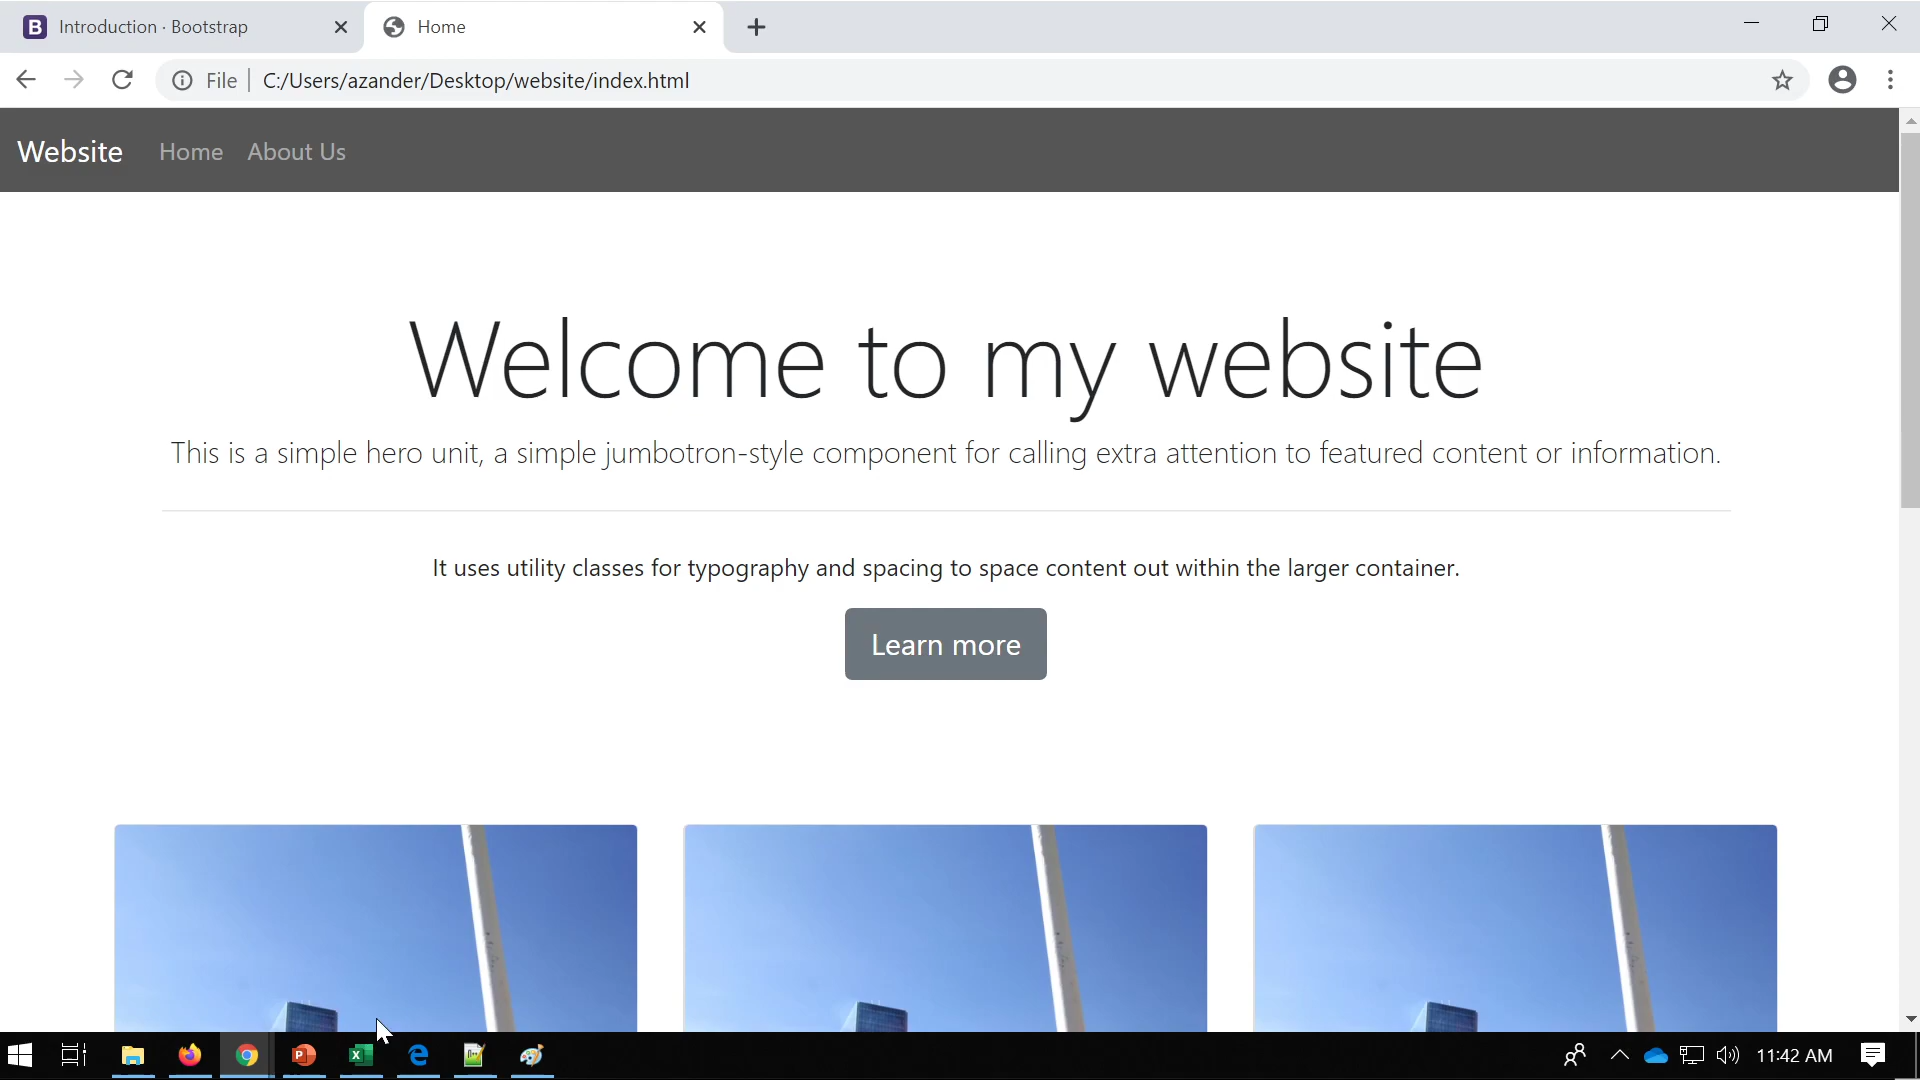 Introduction · Bootstrap
Home
File C:/Users/azander/Desktop/website/index.html
Website Home About Us
Welcome to my website
This is a simple hero unit, a simple jumbotron-style component for calling extra attention to featured content or information.
It uses utility classes for typography and spacing to space content out within the larger container.
Learn more
11:42 AM